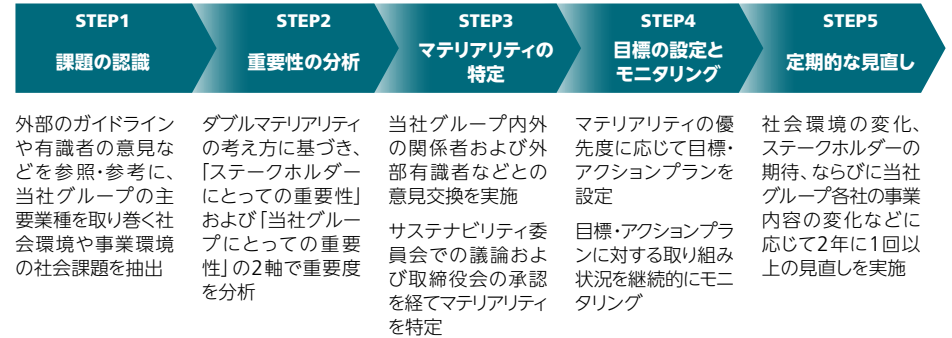 STEP1
課題の認識
外部のガイドライン
や有識者の意見な
どを参照・参考に、
当社グループの主
要業種を取り巻く社
会環境や事業環境
の社会課題を抽出
STEP2
重要性の分析
ダブルマテリアリティ
の考え方に基づき、
「ステークホルダー
にとっての重要性」
および「当社グルー
プにとっての重要
性」の2軸で重要度
を分析
STEP3
マテリアリティの
特定
当社グループ内外
の関係者および外
部有識者などとの
意見交換を実施
サステナビリティ委
員会での議論およ
び取締役会の承認
を経てマテリアリティ
を特定
STEP4
目標の設定と
モニタリング
マテリアリティの優
先度に応じて目標・
アクションプランを
設定
目標・アクションプラ
ンに対する取り組み
状況を継続的にモニ
タリング
STEP5
定期的な見直し
社会環境の変化、
ステークホルダーの
期待、ならびに当社
グループ各社の事業
内容の変化などに
応じて2年に1回以
上の見直しを実施